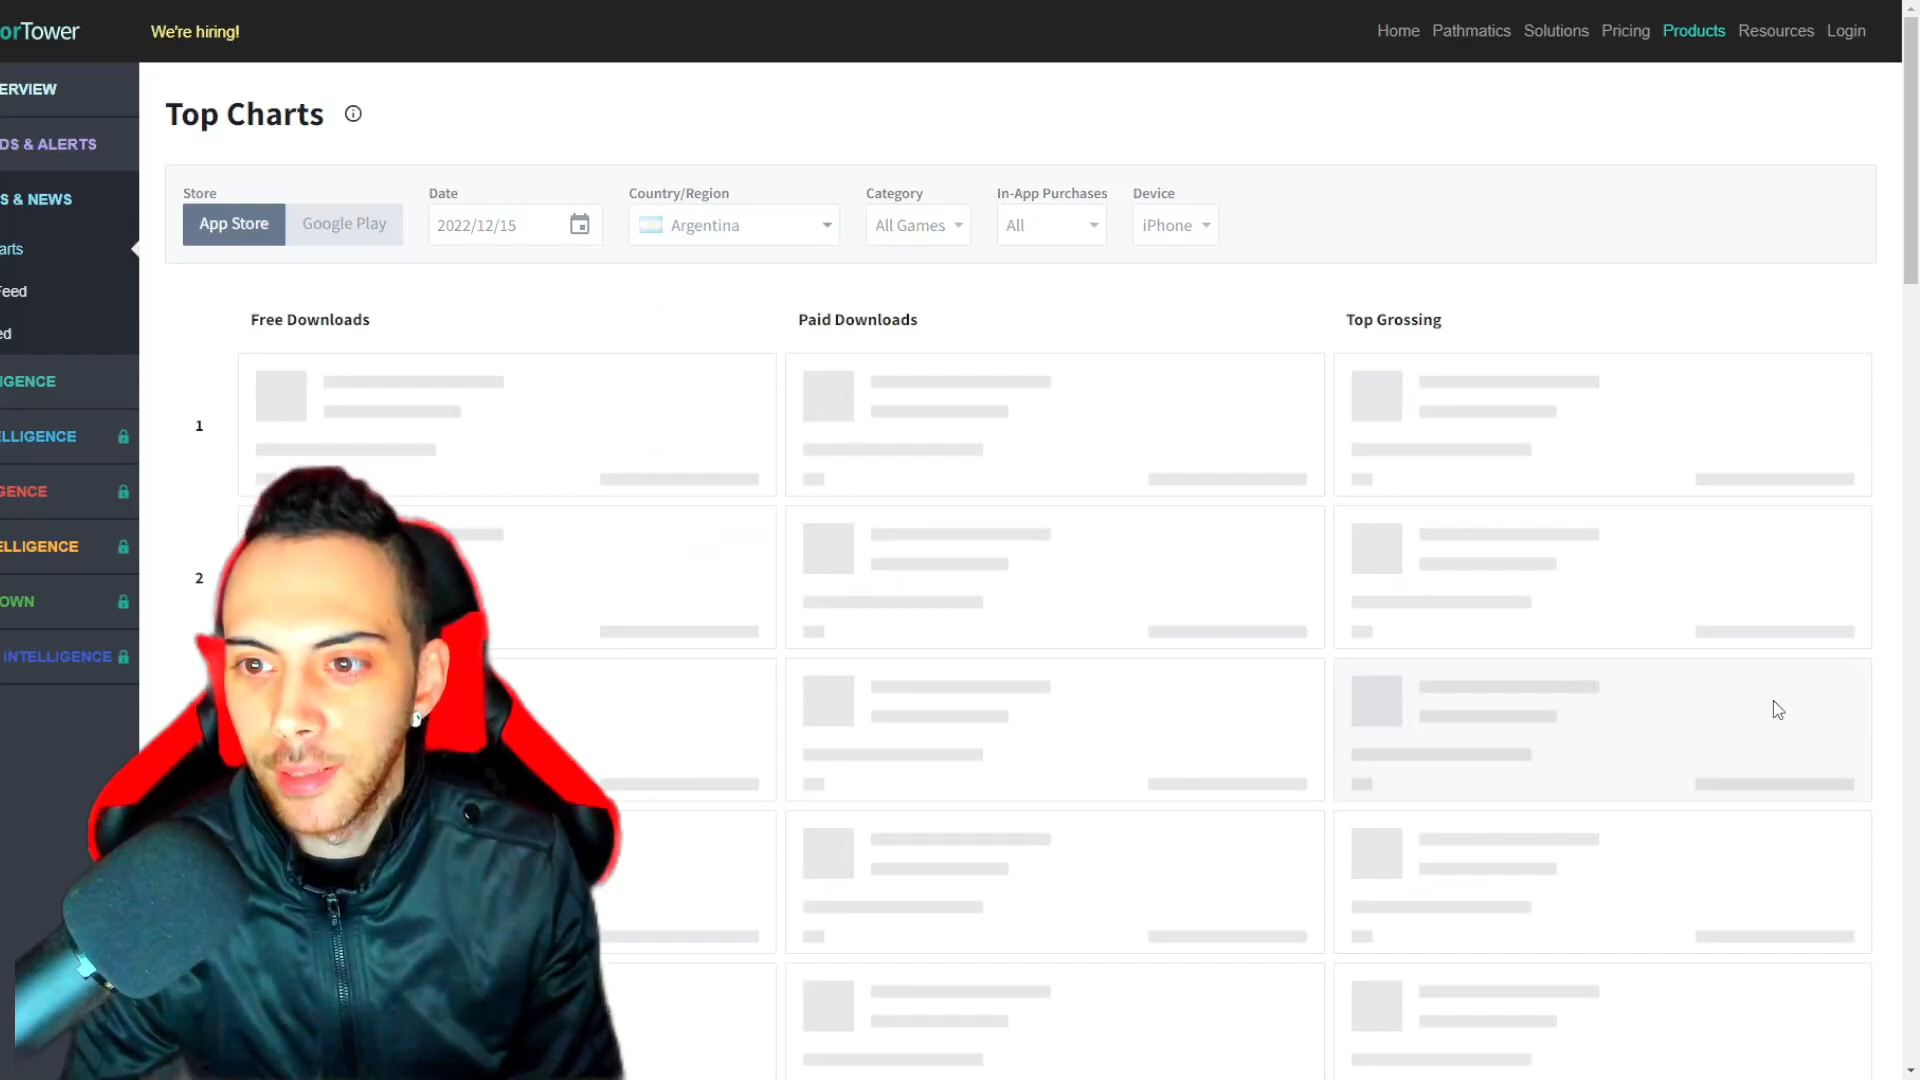 orTower
We're hiring!
Home Pathmatics Solutions Pricing Products Resources Login
ERVIEW
DS & ALERTS
S & NEWS
arts
Feed
ed
IGENCE
LLIGENCE
GENCE
ELLIGENCE
OWN
INTELLIGENCE
Top Charts
Store
App Store Google Play
Date
2022/12/15
Country/Region
Argentina
Category
All Games
In-App Purchases
All
Device
iPhone
Free Downloads Paid Downloads Top Grossing
1
2